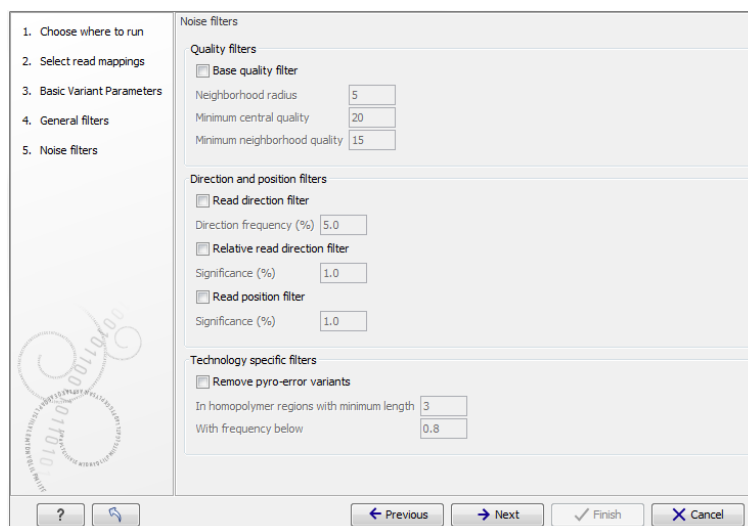 1. Choose where to run
2. Select read mappings
3. Basic Variant Parameters
4. General filters
5. Noise filters
Noise filters
Quality filters
Base quality filter
Neighborhood radius 5
Minimum central quality 20
Minimum neighborhood quality 15
Direction and position filters
Read direction filter
Direction frequency (%) 5.0
Relative read direction filter
Significance (%) 1.0
Read position filter
Significance (%) 1.0
Technology specific filters
Remove pyro-error variants
In homopolymer regions with minimum length 3
With frequency below 0.8
? Previous Next Finish Cancel